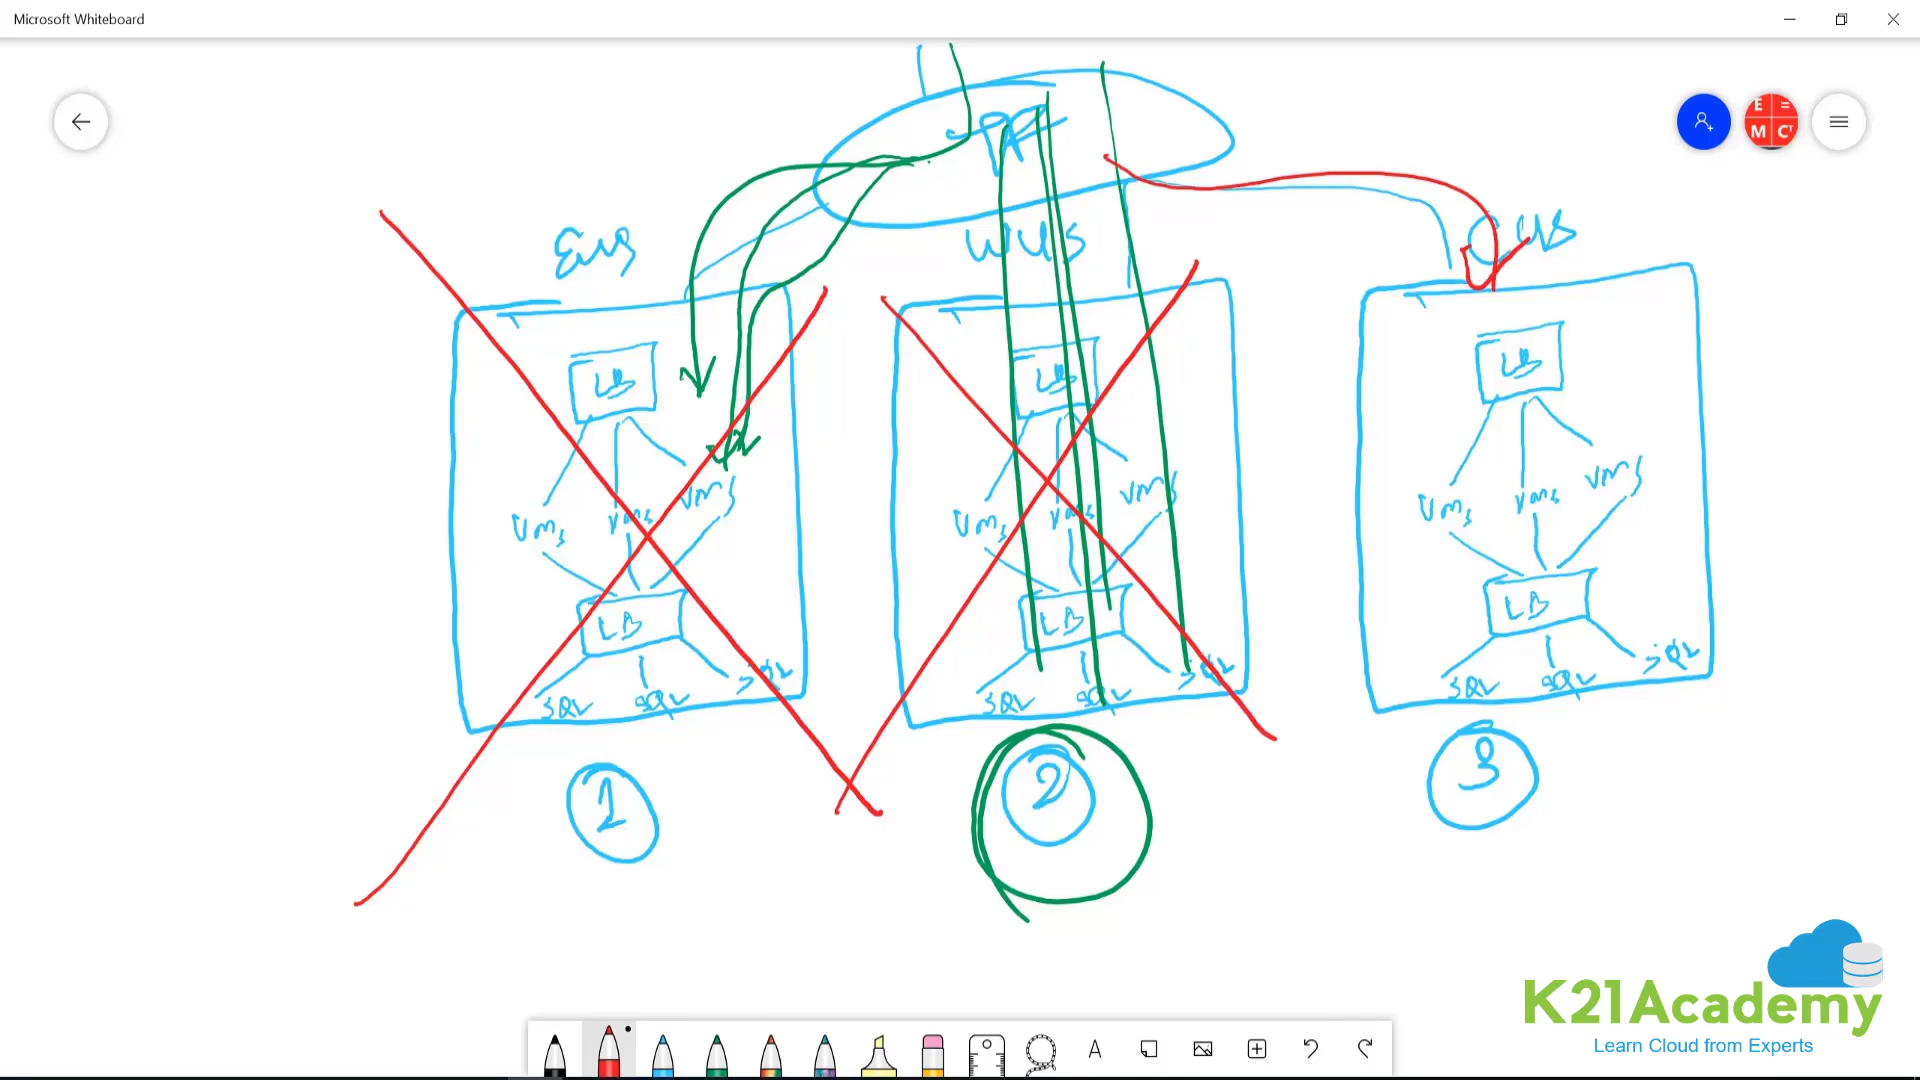 Microsoft Whiteboard
E =
M C
EUS
WUS
CUS
LB
LB
LB
VMs VMs VMs
VMs VMs VMs
VMs VMs VMs
LB
LB
LB
SQL SQL SQL
SQL SQL SQL
SQL SQL SQL
1
2
3
K21Academy
Learn Cloud from Experts